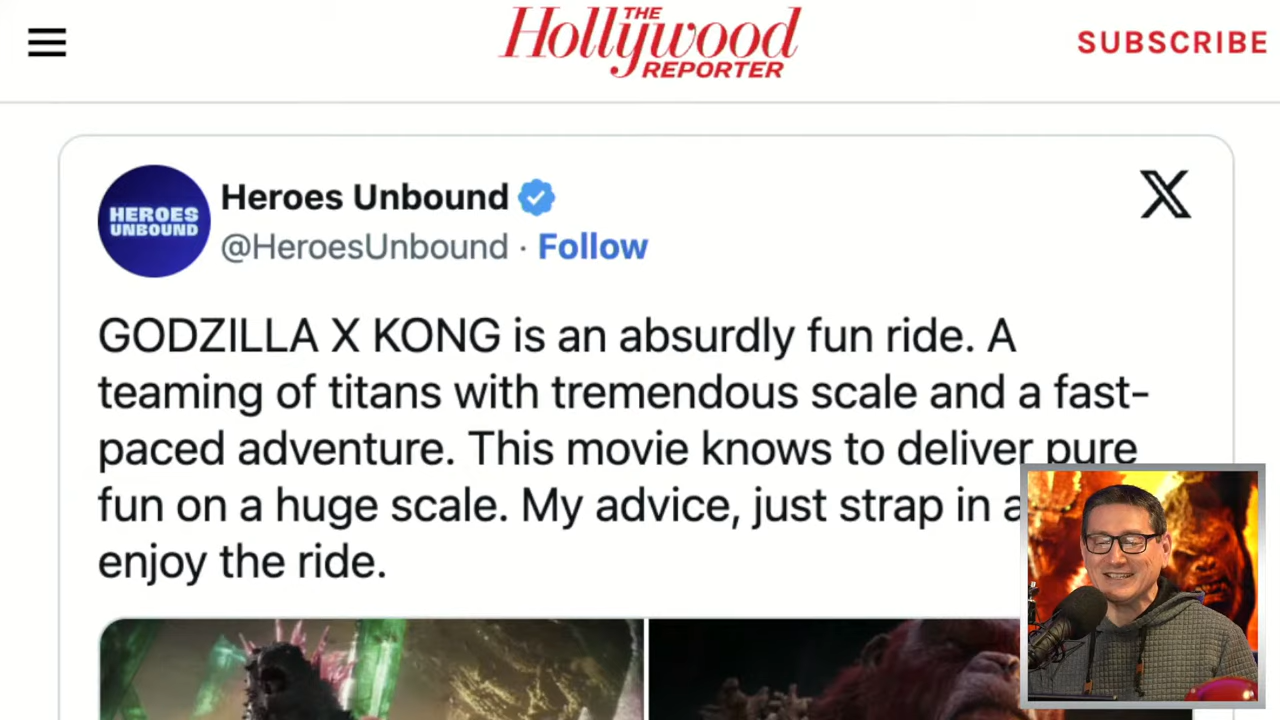 THE
Hollywood
REPORTER
SUBSCRIBE
HEROES
UNBOUND
Heroes Unbound
@HeroesUnbound · Follow
GODZILLA X KONG is an absurdly fun ride. A
teaming of titans with tremendous scale and a fast-
paced adventure. This movie knows to deliver pure
fun on a huge scale. My advice, just strap in
enjoy the ride.